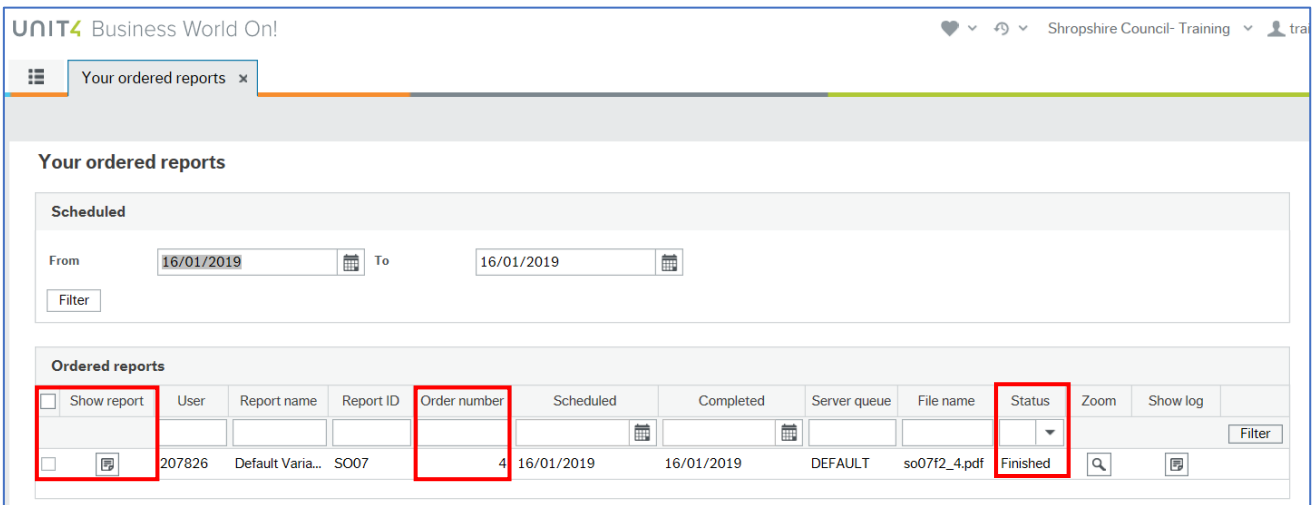 UNIT4 Business World On!
Shropshire Council- Training
trai
Your ordered reports ×
Your ordered reports
Scheduled
From 16/01/2019 To 16/01/2019
Filter
Ordered reports
Show report User Report name Report ID Order number Scheduled Completed Server queue File name Status Zoom Show log
Filter
207826 Default Varia... SO07 4 16/01/2019 16/01/2019 DEFAULT so07f2_4.pdf Finished